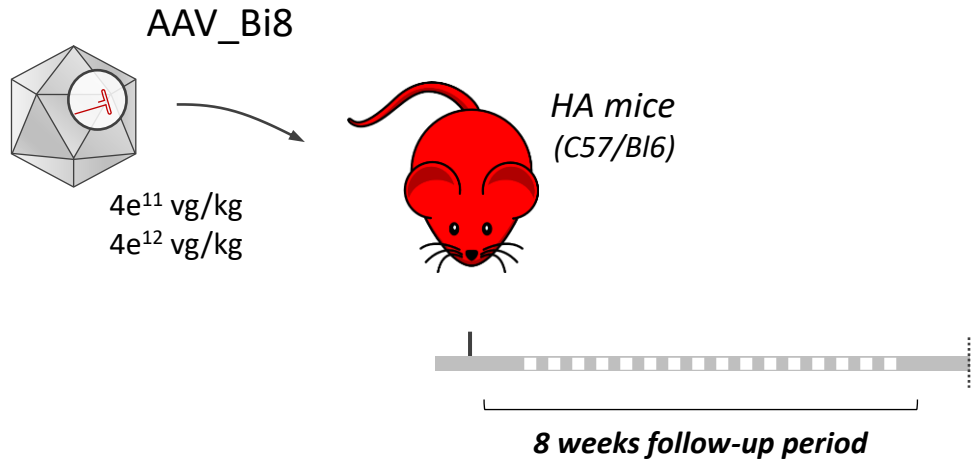 AAV_Bi8
4e¹¹ vg/kg
4e¹² vg/kg
HA mice
(C57/Bl6)
8 weeks follow-up period